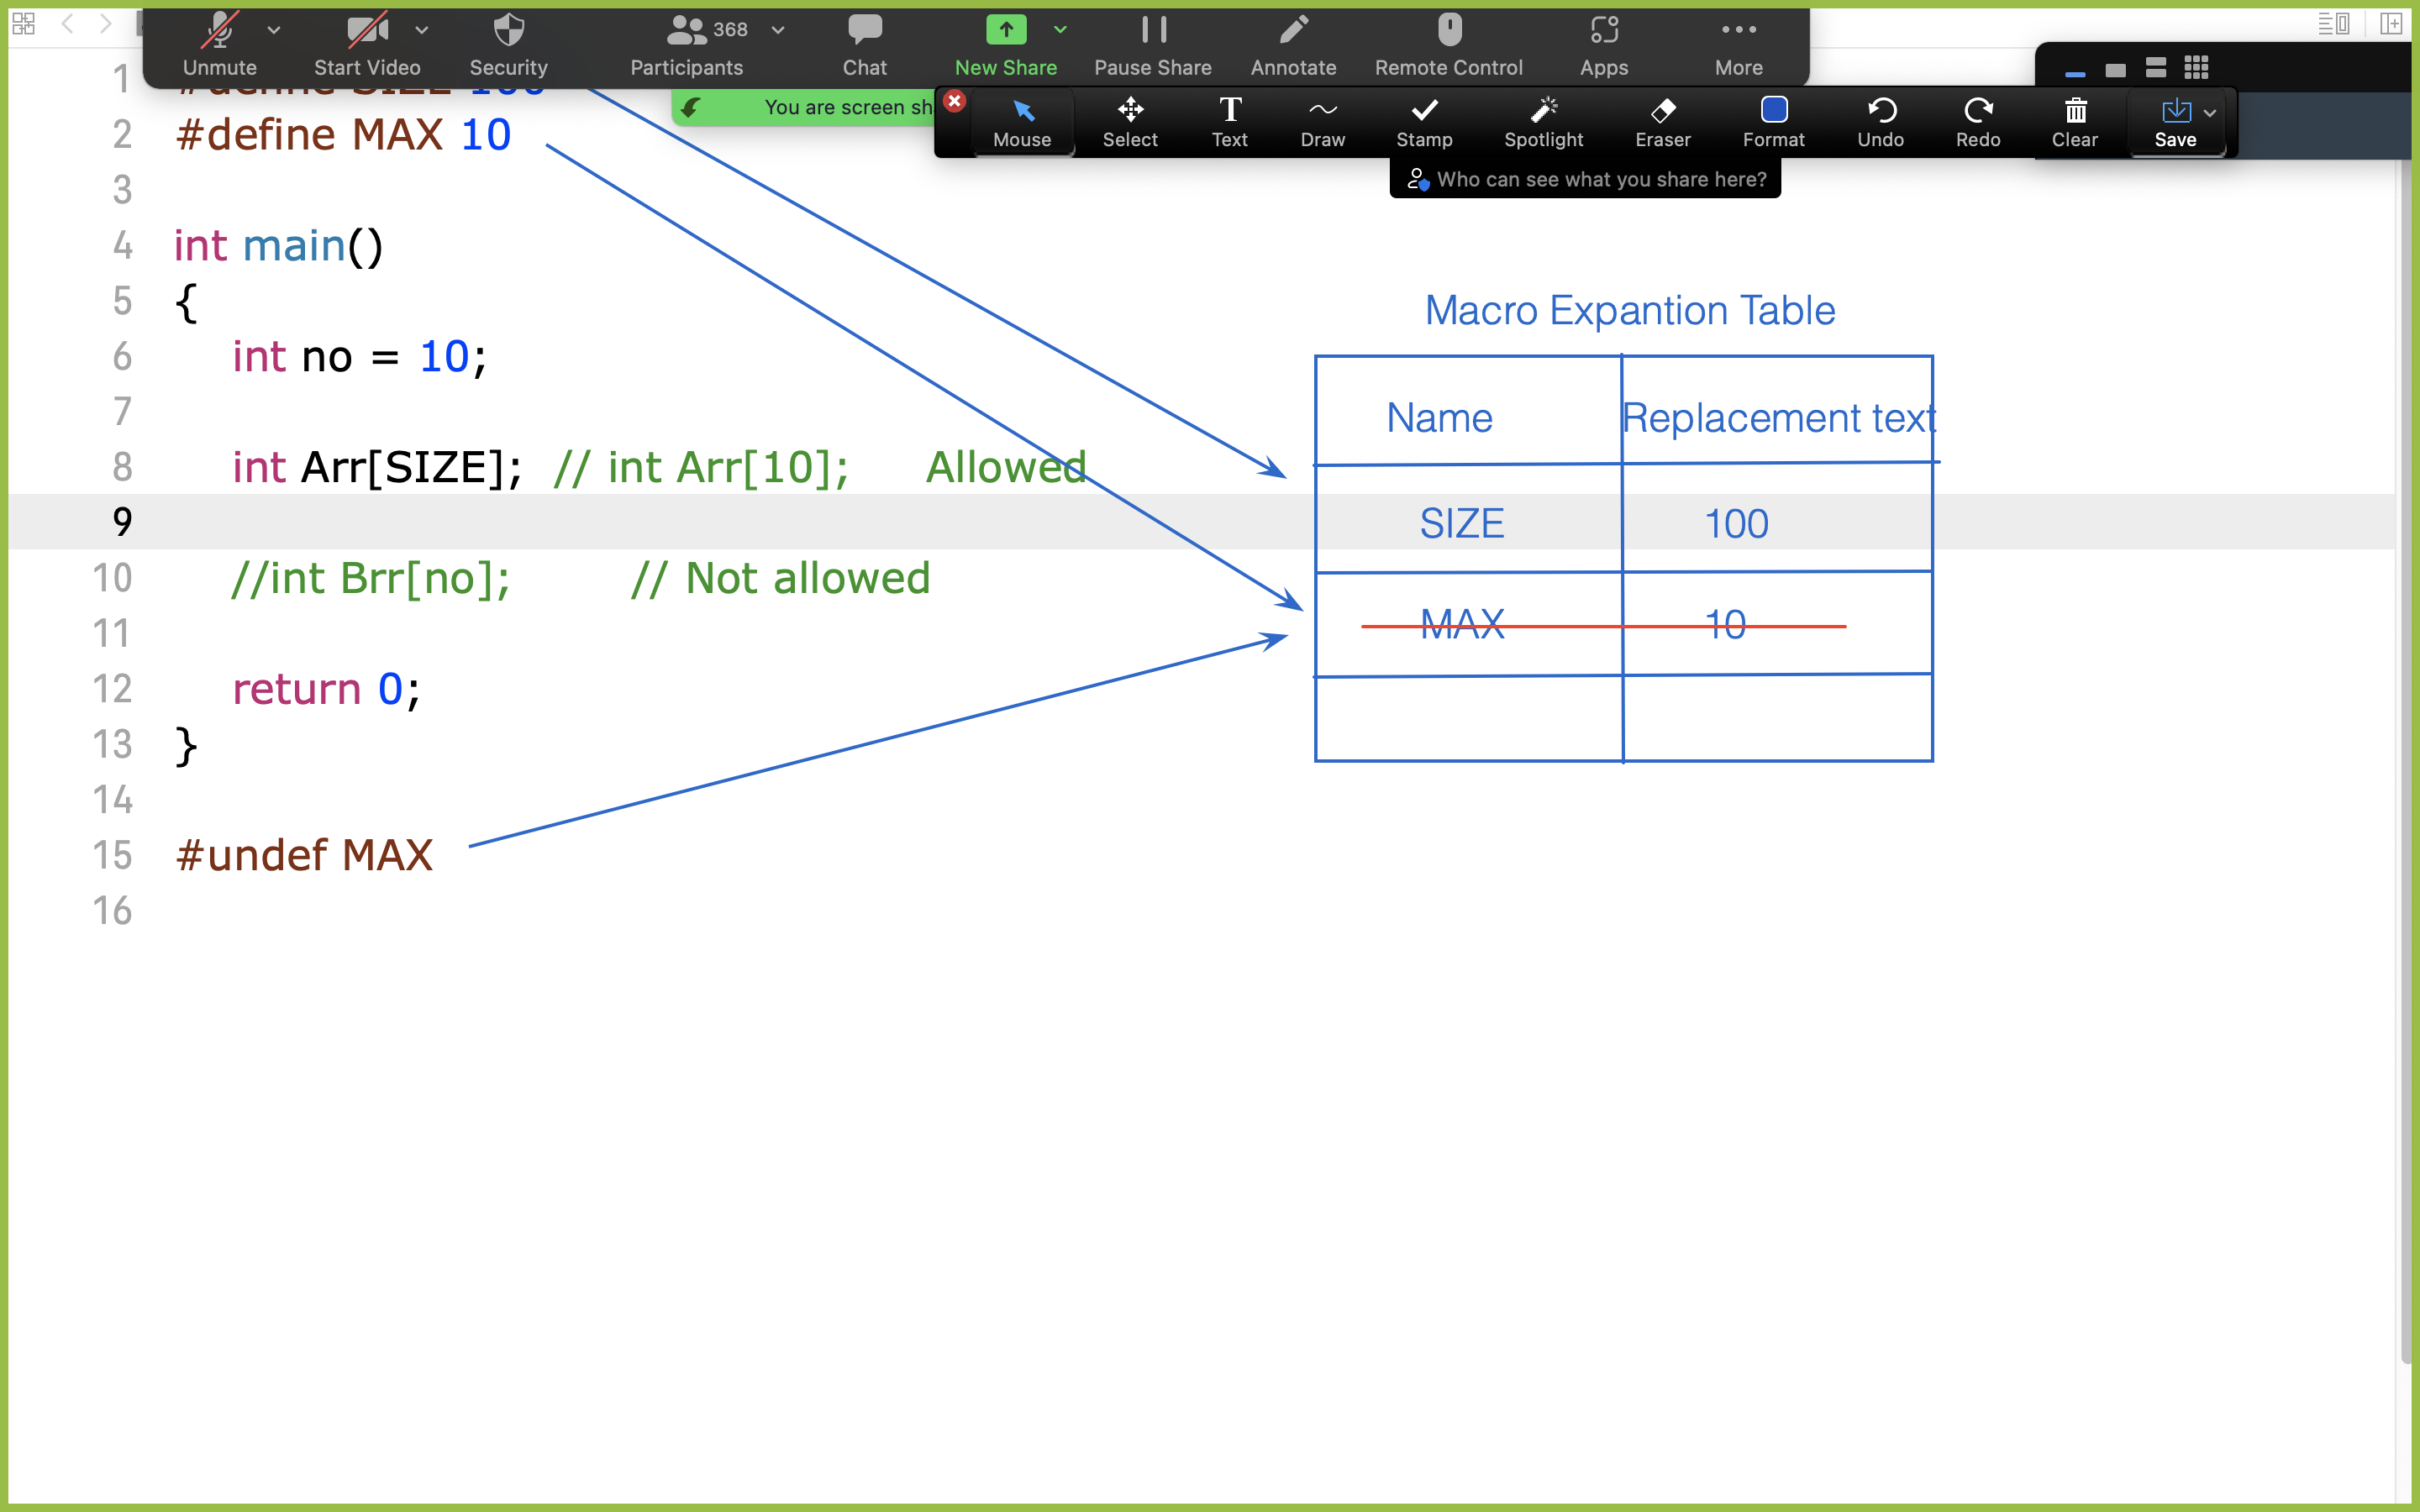 368
Unmute Start Video Security Participants Chat New Share Pause Share Annotate Remote Control Apps More
You are screen sh
Mouse Select Text Draw Stamp Spotlight Eraser Format Undo Redo Clear Save
Who can see what you share here?
1 #define SIZE 100
2 #define MAX 10
3
4 int main()
5 {
6 int no = 10;
7
8 int Arr[SIZE]; // int Arr[10]; Allowed
9
10 //int Brr[no]; // Not allowed
11
12 return 0;
13 }
14
15 #undef MAX
16
Macro Expantion Table
Name Replacement text
SIZE 100
MAX 10